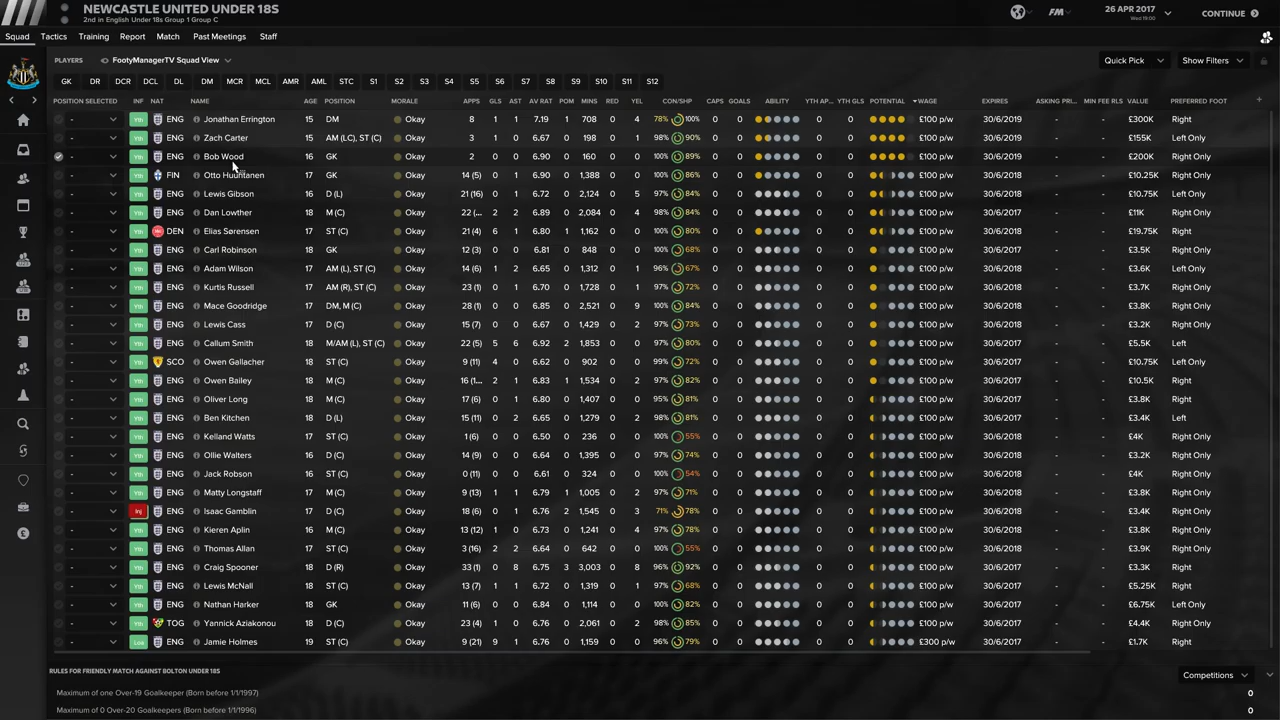 NEWCASTLE UNITED UNDER 18S
2nd in English Under 18s Group 1 Group C
FM
26 APR 2017
Wed 19:00
CONTINUE
Squad Tactics Training Report Match Past Meetings Staff
PLAYERS FootyManagerTV Squad View Quick Pick Show Filters
GK DR DCR DCL DL DM MCR MCL AMR AML STC S1 S2 S3 S4 S5 S6 S7 S8 S9 S10 S11 S12
POSITION SELECTED INF NAT NAME AGE POSITION MORALE APPS GLS AST AV RAT POM MINS RED YEL CON/SHP CAPS GOALS ABILITY YTH AP... YTH GLS POTENTIAL WAGE EXPIRES ASKING PRI... MIN FEE RLS VALUE PREFERRED FOOT
- Yth ENG Jonathan Errington 15 DM Okay 8 1 1 7.19 1 708 0 4 78% 100% 0 0 0 0 £100 p/w 30/6/2019 - - £300K Right Only
- Yth ENG Zach Carter 15 AM (LC), ST (C) Okay 3 1 0 6.67 0 198 0 1 98% 90% 0 0 0 0 £100 p/w 30/6/2019 - - £155K Left Only
- Yth ENG Bob Wood 16 GK Okay 2 0 0 6.90 0 160 0 0 100% 89% 0 0 0 0 £100 p/w 30/6/2019 - - £200K Right Only
- Yth FIN Otto 17 GK Okay 14 (5) 0 1 6.90 0 1,388 0 0 100% 86% 0 0 0 0 £100 p/w 30/6/2018 - - £10.25K Right Only
- Yth ENG Lewis Gibson 16 D (L) Okay 21 (16) 0 1 6.72 0 2,124 0 5 97% 84% 0 0 0 0 £100 p/w 30/6/2018 - - £10.75K Left Only
- Yth ENG Dan Lowther 18 M (C) Okay 22 (... 2 2 6.89 0 2,084 0 4 98% 84% 0 0 0 0 £100 p/w 30/6/2017 - - £11K Right Only
- Yth DEN Elias Sørensen 17 ST (C) Okay 21 (4) 6 1 6.80 1 1,162 0 0 100% 80% 0 0 0 0 £100 p/w 30/6/2018 - - £19.75K Right
- Yth ENG Carl Robinson 18 GK Okay 12 (3) 0 2 6.81 0 848 0 0 100% 68% 0 0 0 0 £100 p/w 30/6/2017 - - £3.5K Right Only
- Yth ENG Adam Wilson 17 AM (L), ST (C) Okay 14 (6) 1 2 6.65 0 1,312 0 1 96% 67% 0 0 0 0 £100 p/w 30/6/2018 - - £3.6K Left Only
- Yth ENG Kurtis Russell 17 AM (R), ST (C) Okay 23 (1) 0 1 6.70 1 1,728 0 1 97% 72% 0 0 0 0 £100 p/w 30/6/2018 - - £3.7K Right Only
- Yth ENG Mace Goodridge 17 DM, M (C) Okay 28 (1) 0 0 6.85 0 2,521 0 9 100% 84% 0 0 0 0 £100 p/w 30/6/2018 - - £3.8K Right Only
- Yth ENG Lewis Cass 17 D (C) Okay 15 (7) 0 0 6.67 0 1,429 0 2 97% 73% 0 0 0 0 £100 p/w 30/6/2018 - - £3.2K Right Only
- Yth ENG Callum Smith 18 M/AM (L), ST (C) Okay 22 (5) 5 6 6.92 1 1,853 0 0 97% 80% 0 0 0 0 £100 p/w 30/6/2017 - - £5.5K Left
- Yth SCO Owen Gallacher 18 ST (C) Okay 9 (11) 4 0 6.62 0 922 0 2 99% 72% 0 0 0 0 £100 p/w 30/6/2018 - - £10.75K Left Only
- Yth ENG Owen Bailey 18 M (C) Okay 16 (1... 2 1 6.83 1 1,534 0 2 97% 82% 0 0 0 0 £100 p/w 30/6/2017 - - £10.5K Right
- Yth ENG Oliver Long 18 M (C) Okay 17 (6) 0 1 6.80 1 1,407 0 0 95% 81% 0 0 0 0 £100 p/w 30/6/2017 - - £3.8K Right
- Yth ENG Ben Kitchen 18 D (L) Okay 15 (11) 0 2 6.65 0 1,279 0 0 98% 81% 0 0 0 0 £100 p/w 30/6/2017 - - £3.4K Left
- Yth ENG Kelland Watts 17 ST (C) Okay 1 (6) 0 0 6.50 0 236 0 0 100% 55% 0 0 0 0 £100 p/w 30/6/2018 - - £4K Right Only
- Yth ENG Ollie Walters 17 D (C) Okay 14 (9) 0 0 6.64 0 1,395 0 2 97% 74% 0 0 0 0 £100 p/w 30/6/2018 - - £3.2K Right Only
- Yth ENG Jack Robson 16 ST (C) Okay 0 (11) 0 0 6.61 0 324 0 0 100% 54% 0 0 0 0 £100 p/w 30/6/2018 - - £4K Right Only
- Yth ENG Matty Longstaff 17 M (C) Okay 9 (13) 1 1 6.79 1 1,005 0 2 97% 71% 0 0 0 0 £100 p/w 30/6/2018 - - £3.8K Right Only
- Inj ENG Isaac Gamblin 17 D (C) Okay 18 (6) 0 1 6.76 0 1,545 0 3 71% 78% 0 0 0 0 £100 p/w 30/6/2018 - - £3.4K Right Only
- Yth ENG Kieren Aplin 16 M (C) Okay 13 (12) 0 1 6.73 0 1,241 0 4 97% 78% 0 0 0 0 £100 p/w 30/6/2018 - - £3.8K Right Only
- Yth ENG Thomas Allan 17 ST (C) Okay 3 (16) 2 2 6.64 0 642 0 0 100% 55% 0 0 0 0 £100 p/w 30/6/2018 - - £3.9K Right Only
- Yth ENG Craig Spooner 18 D (R) Okay 33 (1) 0 8 6.75 0 3,003 0 8 96% 92% 0 0 0 0 £100 p/w 30/6/2017 - - £3.3K Right
- Yth ENG Lewis McNall 18 ST (C) Okay 13 (7) 1 2 6.72 0 1,319 0 1 97% 68% 0 0 0 0 £100 p/w 30/6/2017 - - £5.25K Right
- Yth ENG Nathan Harker 18 GK Okay 11 (6) 0 0 6.84 0 1,114 0 0 100% 82% 0 0 0 0 £100 p/w 30/6/2017 - - £6.75K Left Only
- Yth TOG Yannick Aziakonou 18 D (C) Okay 23 (4) 0 1 6.76 0 2,061 0 2 98% 85% 0 0 0 0 £100 p/w 30/6/2017 - - £4.4K Right
- Loa ENG Jamie Holmes 19 ST (C) Okay 9 (21) 9 1 6.76 0 1,159 0 0 96% 79% 0 0 0 0 £300 p/w 30/6/2017 - - £1.7K Right
RULES FOR FRIENDLY MATCH AGAINST BOLTON UNDER 18S Competitions
Maximum of one Over-19 Goalkeeper (Born before 1/1/1997) 0
Maximum of 0 Over-20 Goalkeepers (Born before 1/1/1996) 0